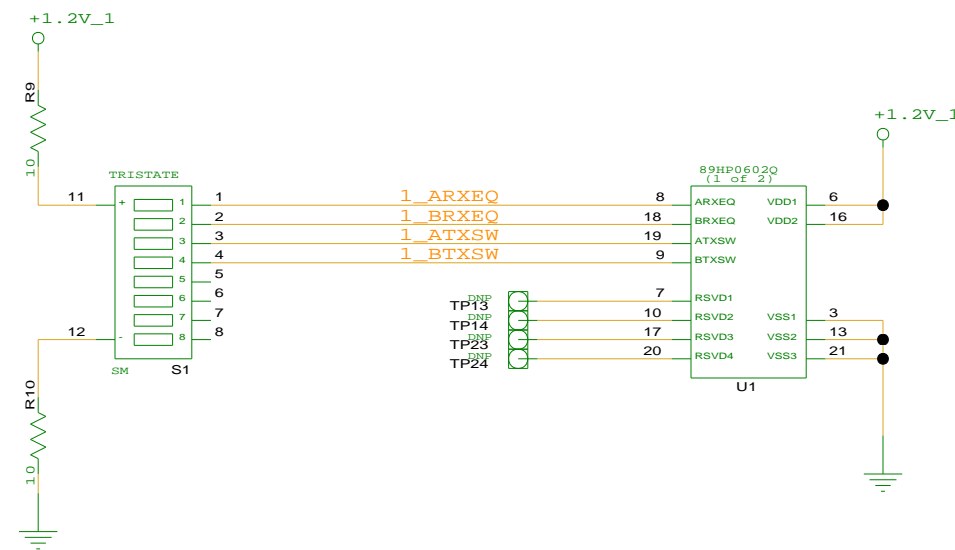 +1.2V_1
R9
10
+1.2V_1
TRISTATE
89HP0602Q
(1 of 2)
11 + 1 1 1_ARXEQ 8 ARXEQ VDD1 6
2 2 1_BRXEQ 18 BRXEQ VDD2 16
3 3 1_ATXSW 19 ATXSW
4 4 1_BTXSW 9 BTXSW
5 5
6 6 DNP TP13 7 RSVD1
7 7 DNP TP14 10 RSVD2 VSS1 3
12 - 8 8 DNP TP23 17 RSVD3 VSS2 13
DNP TP24 20 RSVD4 VSS3 21
SM S1
U1
R10
10